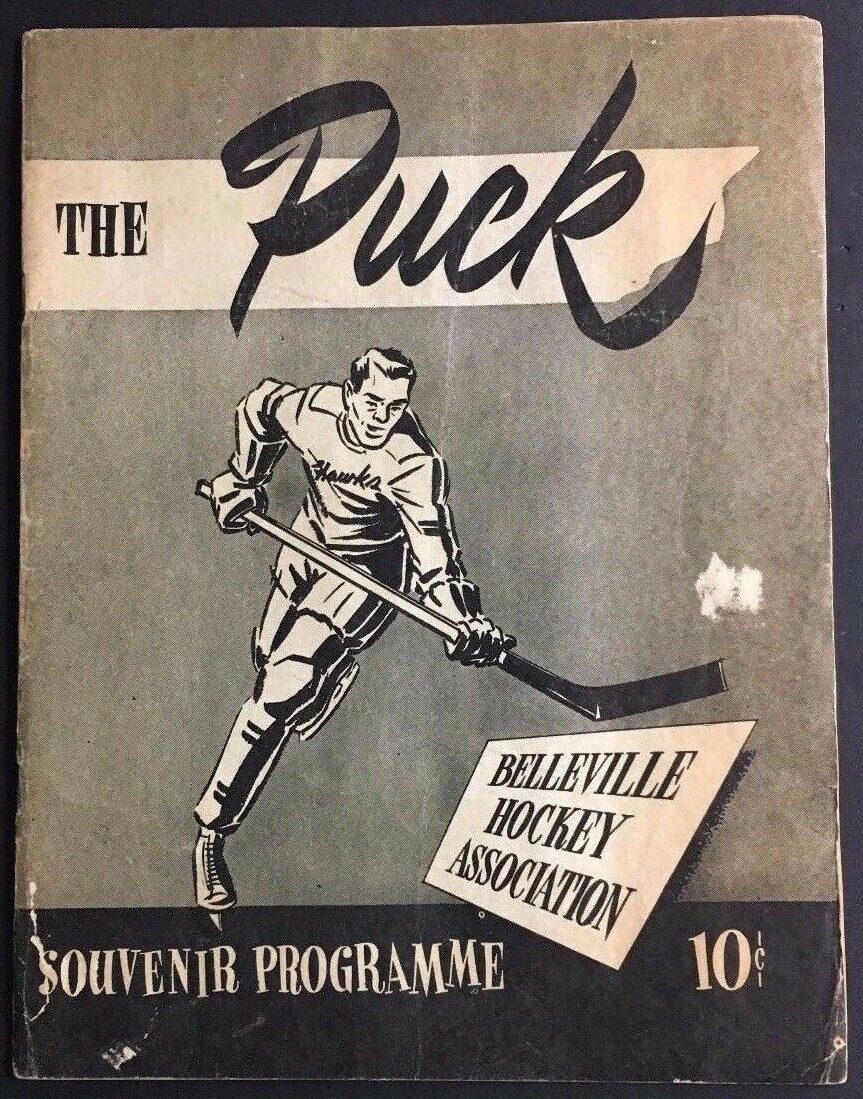 THE Puck
Hawks
BELLEVILLE
HOCKEY
ASSOCIATION
SOUVENIR PROGRAMME 10¢